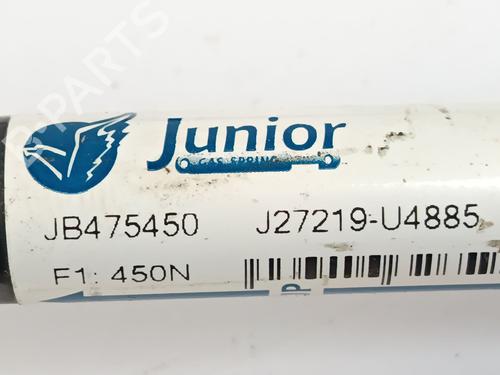 Junior
GAS SPRING
JB475450 J27219-U4885
F1: 450N